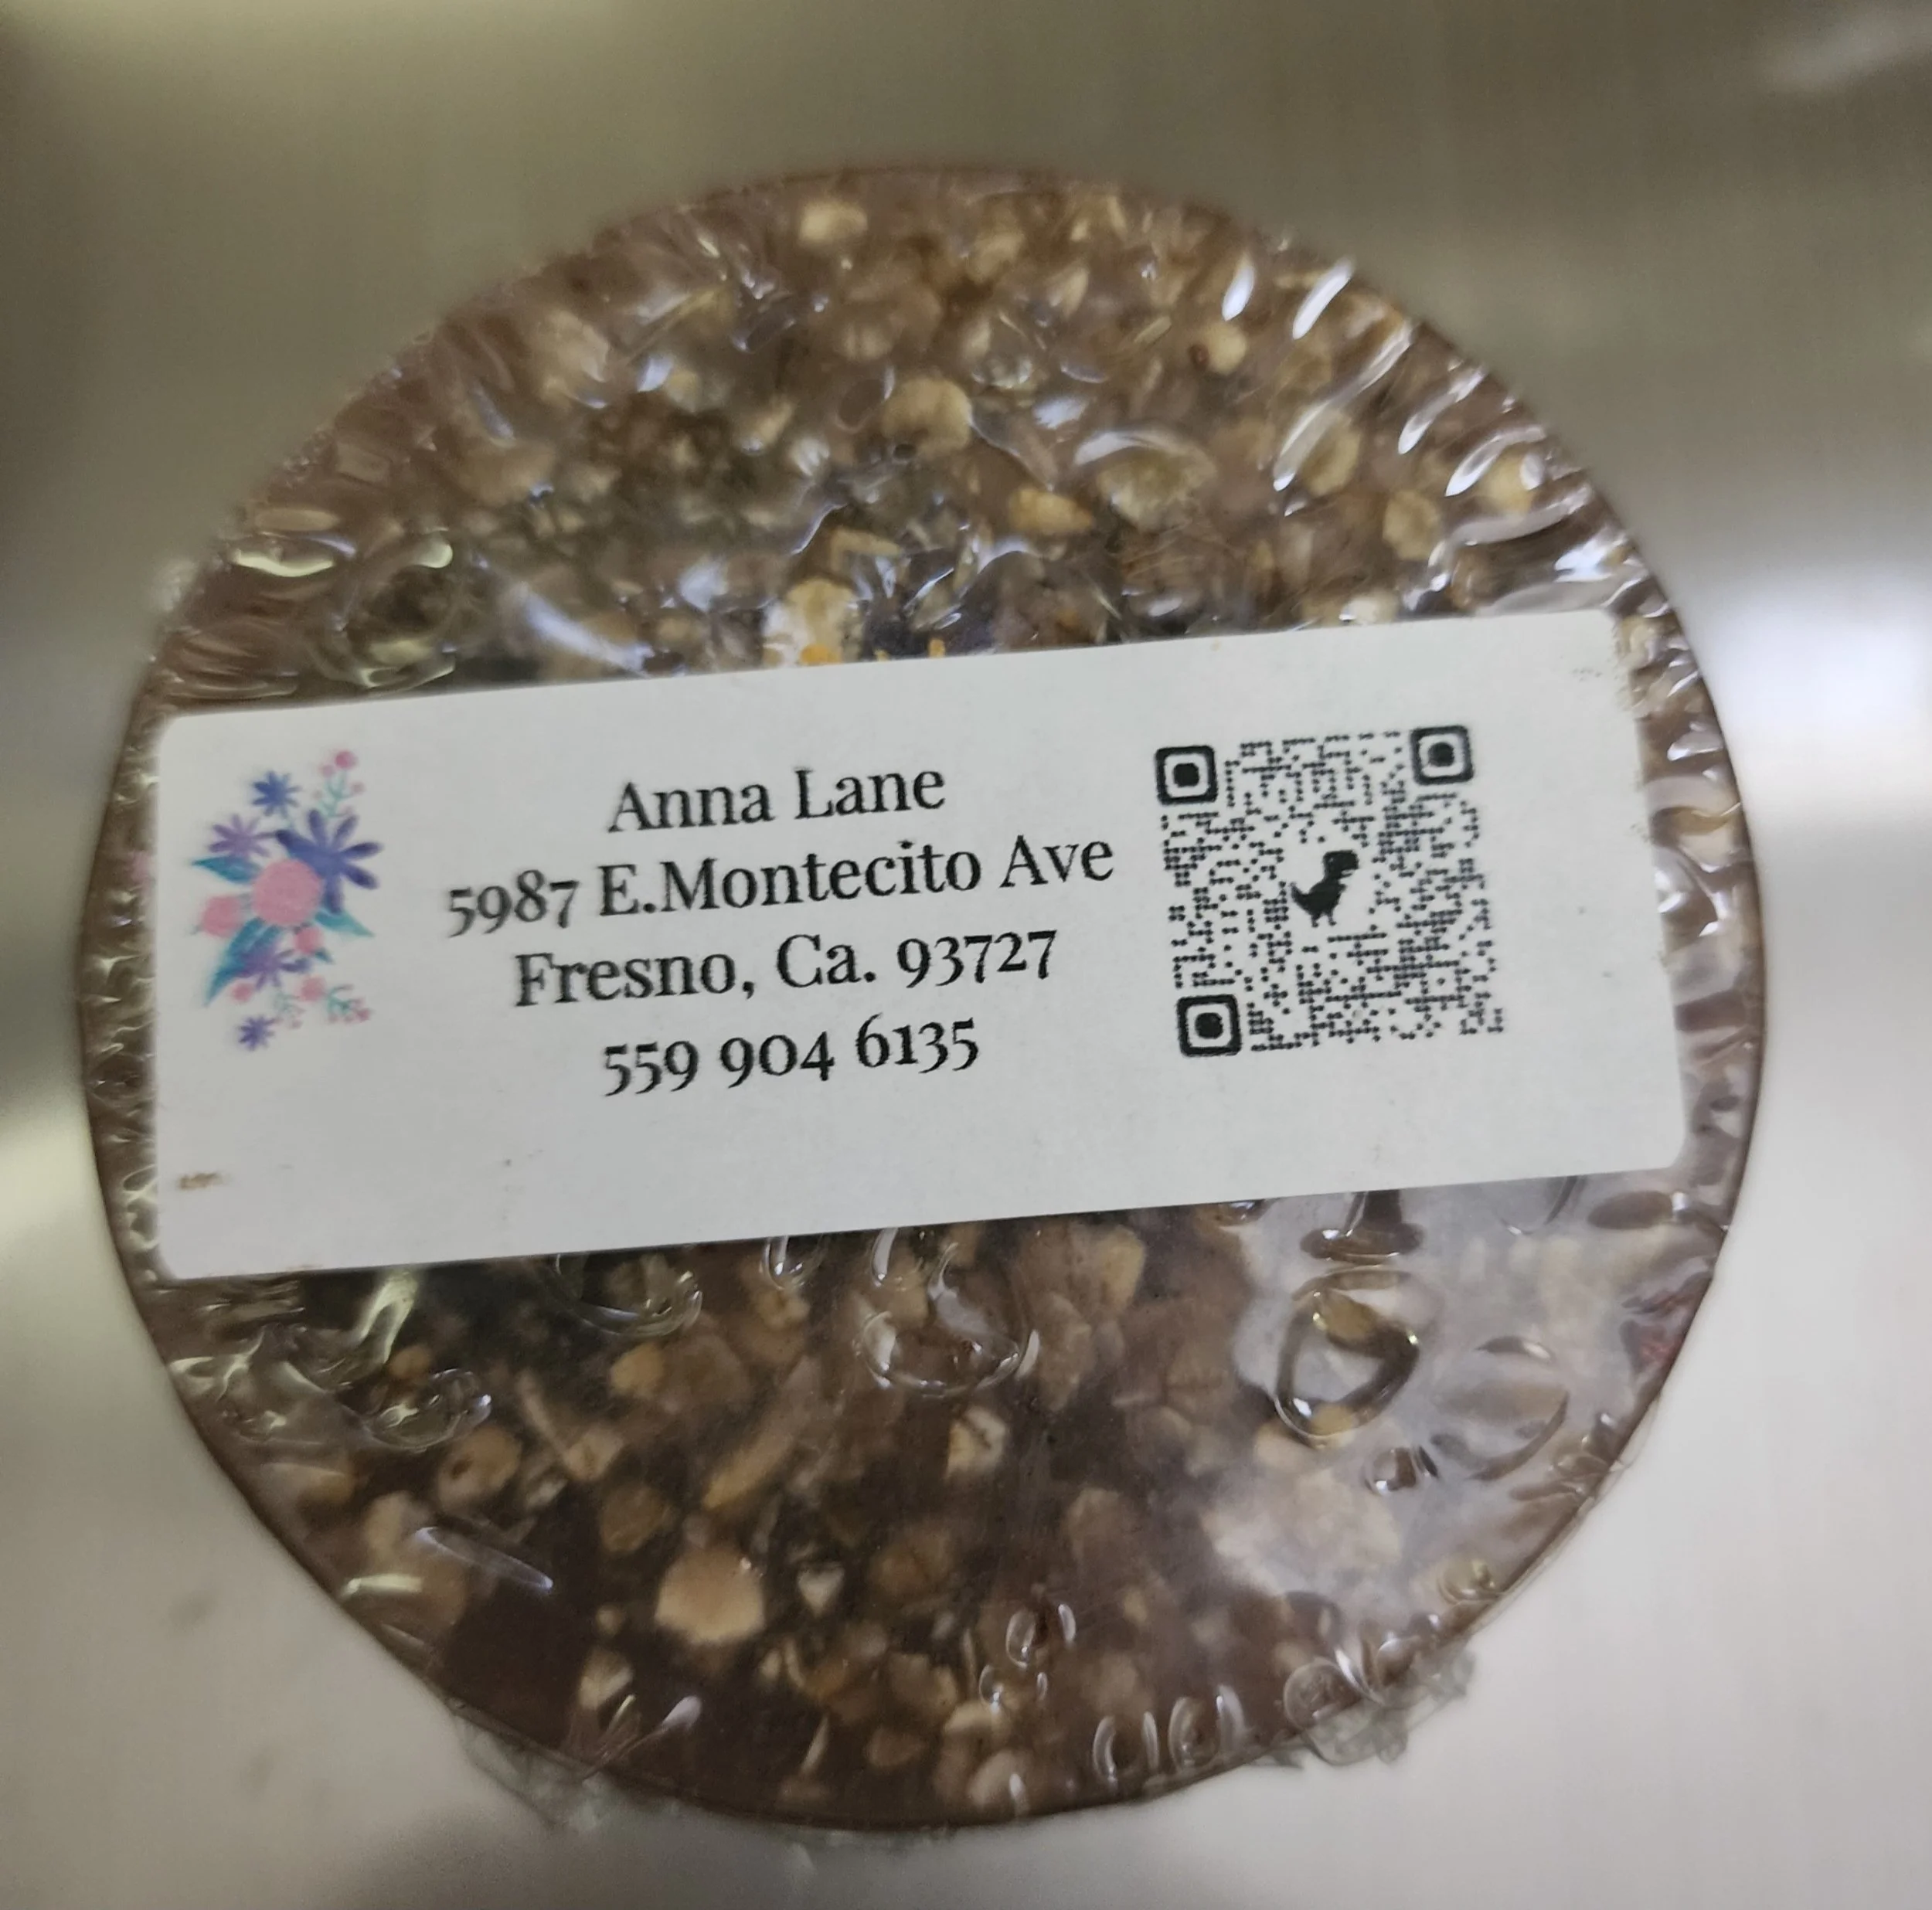 Anna Lane
5987 E.Montecito Ave
Fresno, Ca. 93727
559 904 6135